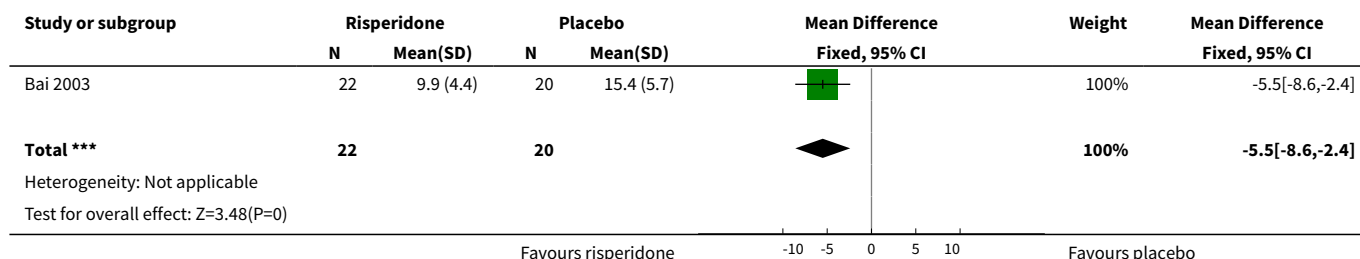 Study or subgroup Risperidone Placebo Mean Difference Weight Mean Difference
N Mean(SD) N Mean(SD) Fixed, 95% CI Fixed, 95% CI
Bai 2003 22 9.9 (4.4) 20 15.4 (5.7) 100% -5.5[-8.6,-2.4]
Total *** 22 20 100% -5.5[-8.6,-2.4]
Heterogeneity: Not applicable
Test for overall effect: Z=3.48(P=0)
Favours risperidone -10 -5 0 5 10 Favours placebo